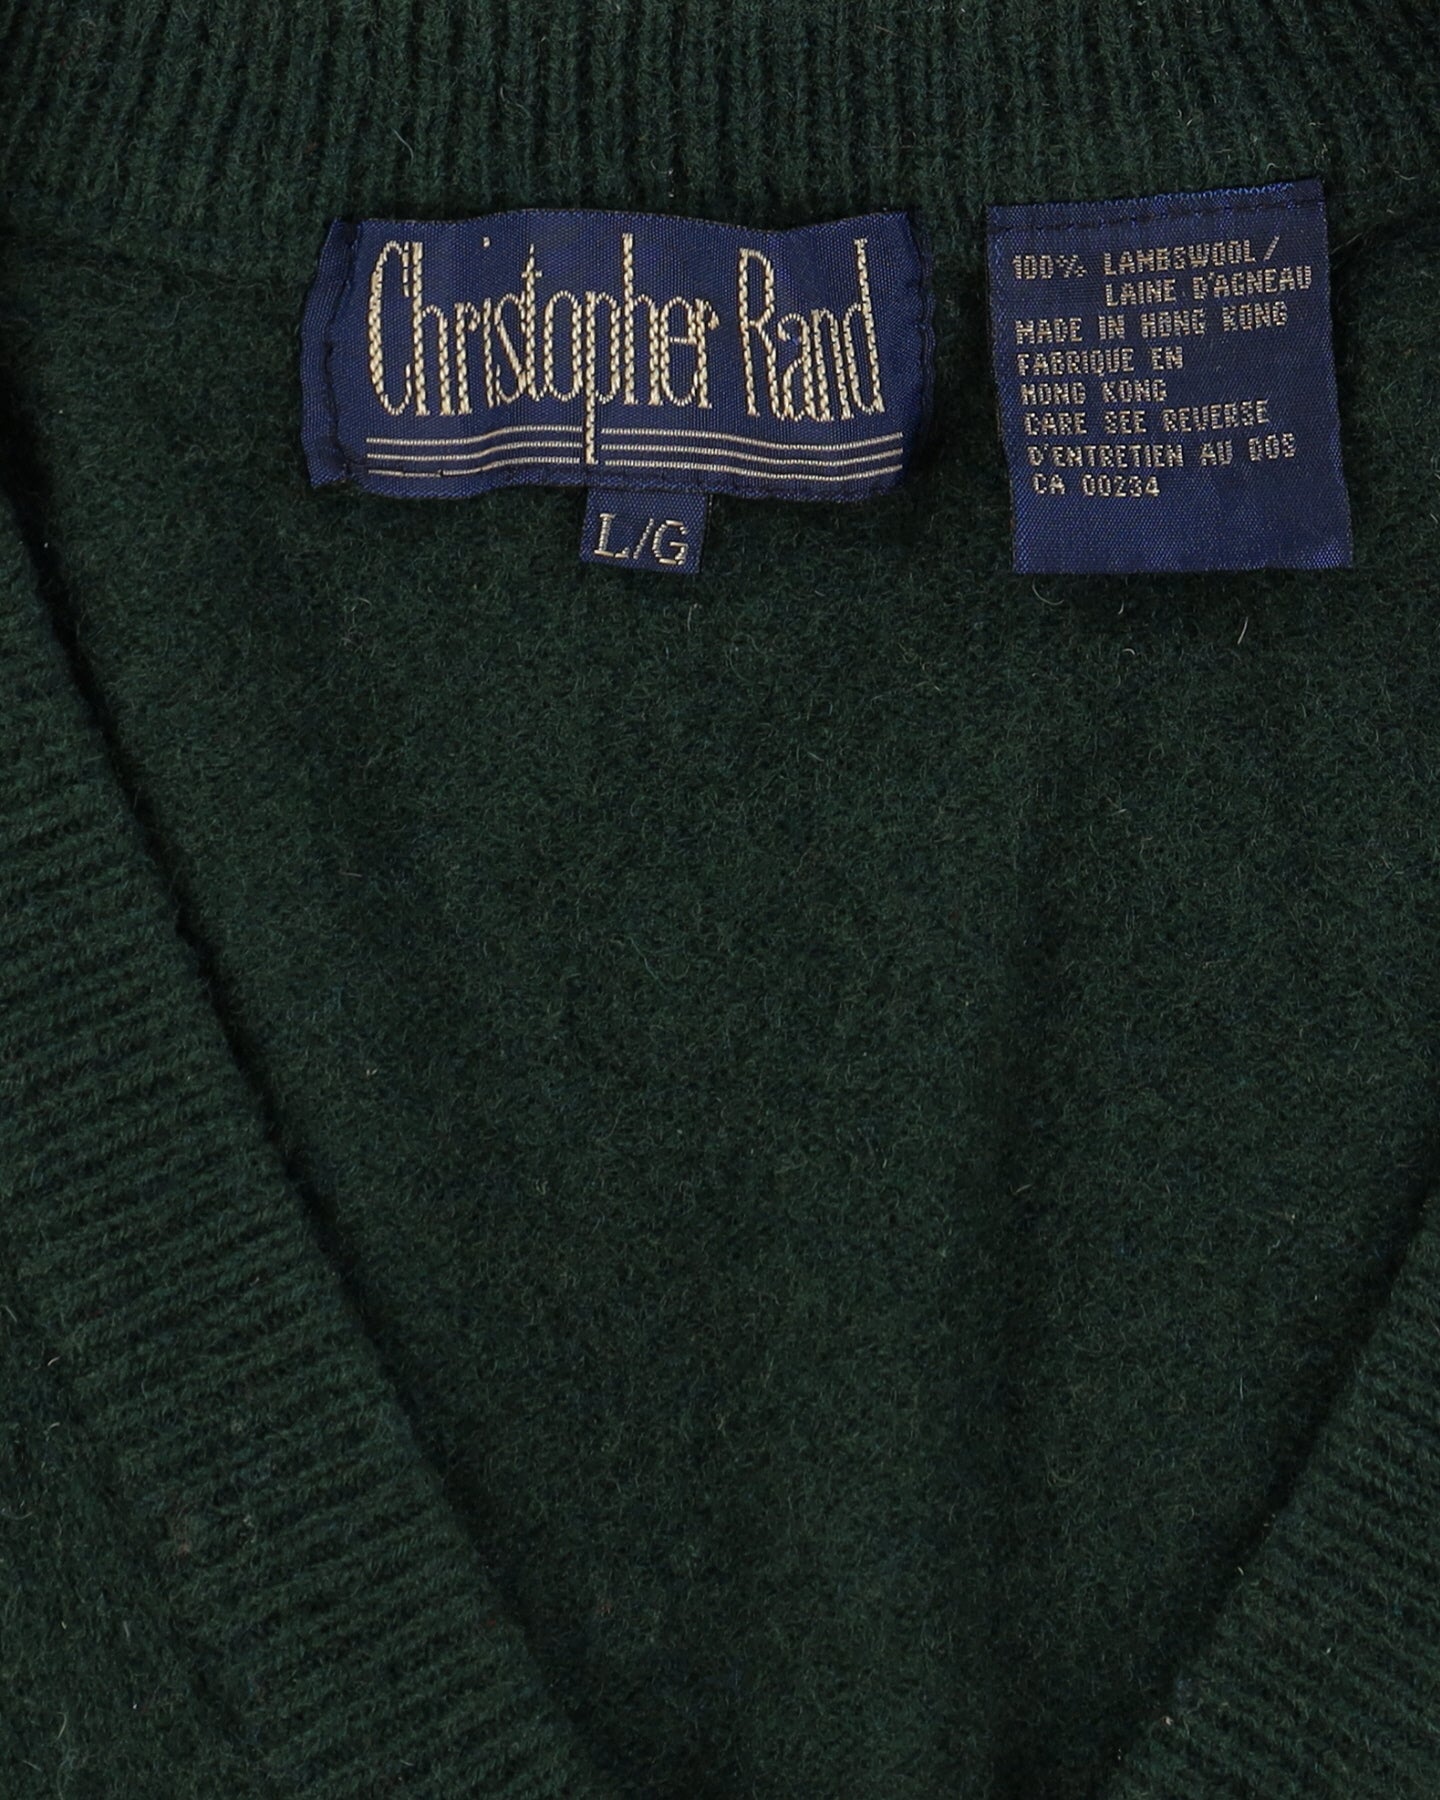 Christopher Rand
L/G
100% LAMBSWOOL/
LAINE D'AGNEAU
MADE IN HONG KONG
FABRIQUE EN
HONG KONG
CARE SEE REVERSE
D'ENTRETIEN AU DOS
CA 00234